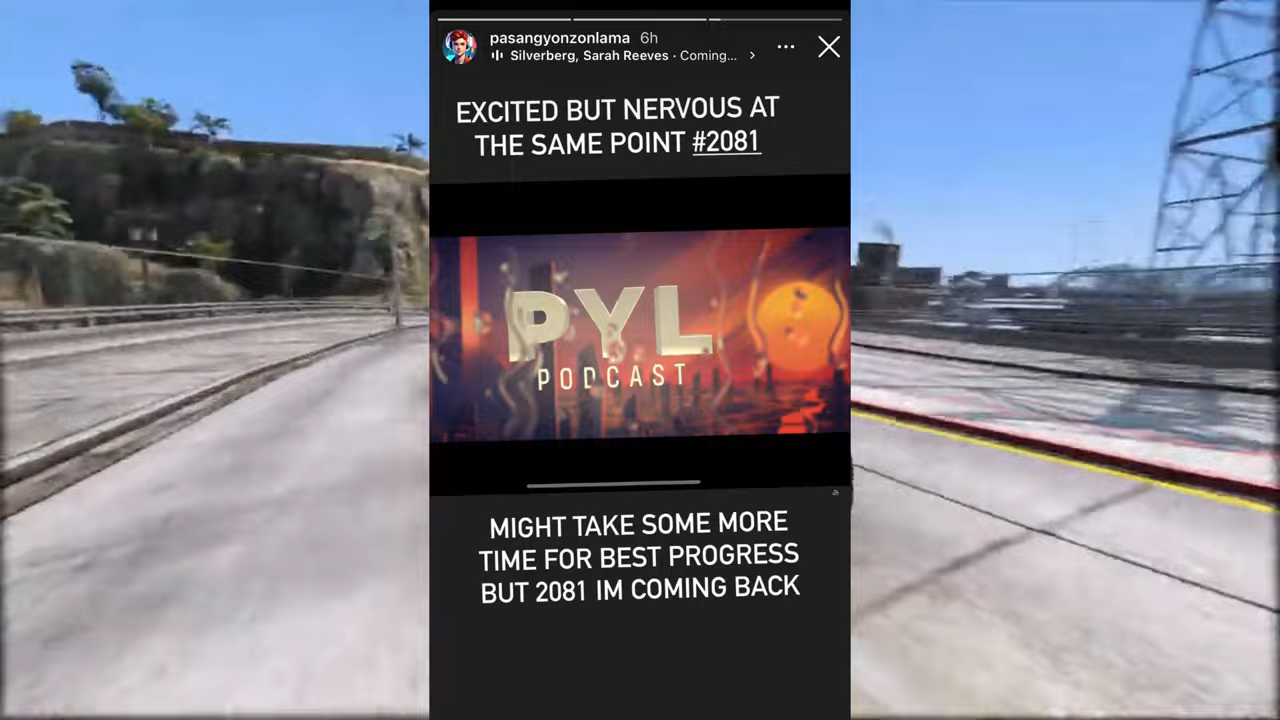 pasangyonzonlama 6h
Silverberg, Sarah Reeves · Coming...
EXCITED BUT NERVOUS AT
THE SAME POINT #2081
PYL
PODCAST
MIGHT TAKE SOME MORE
TIME FOR BEST PROGRESS
BUT 2081 IM COMING BACK